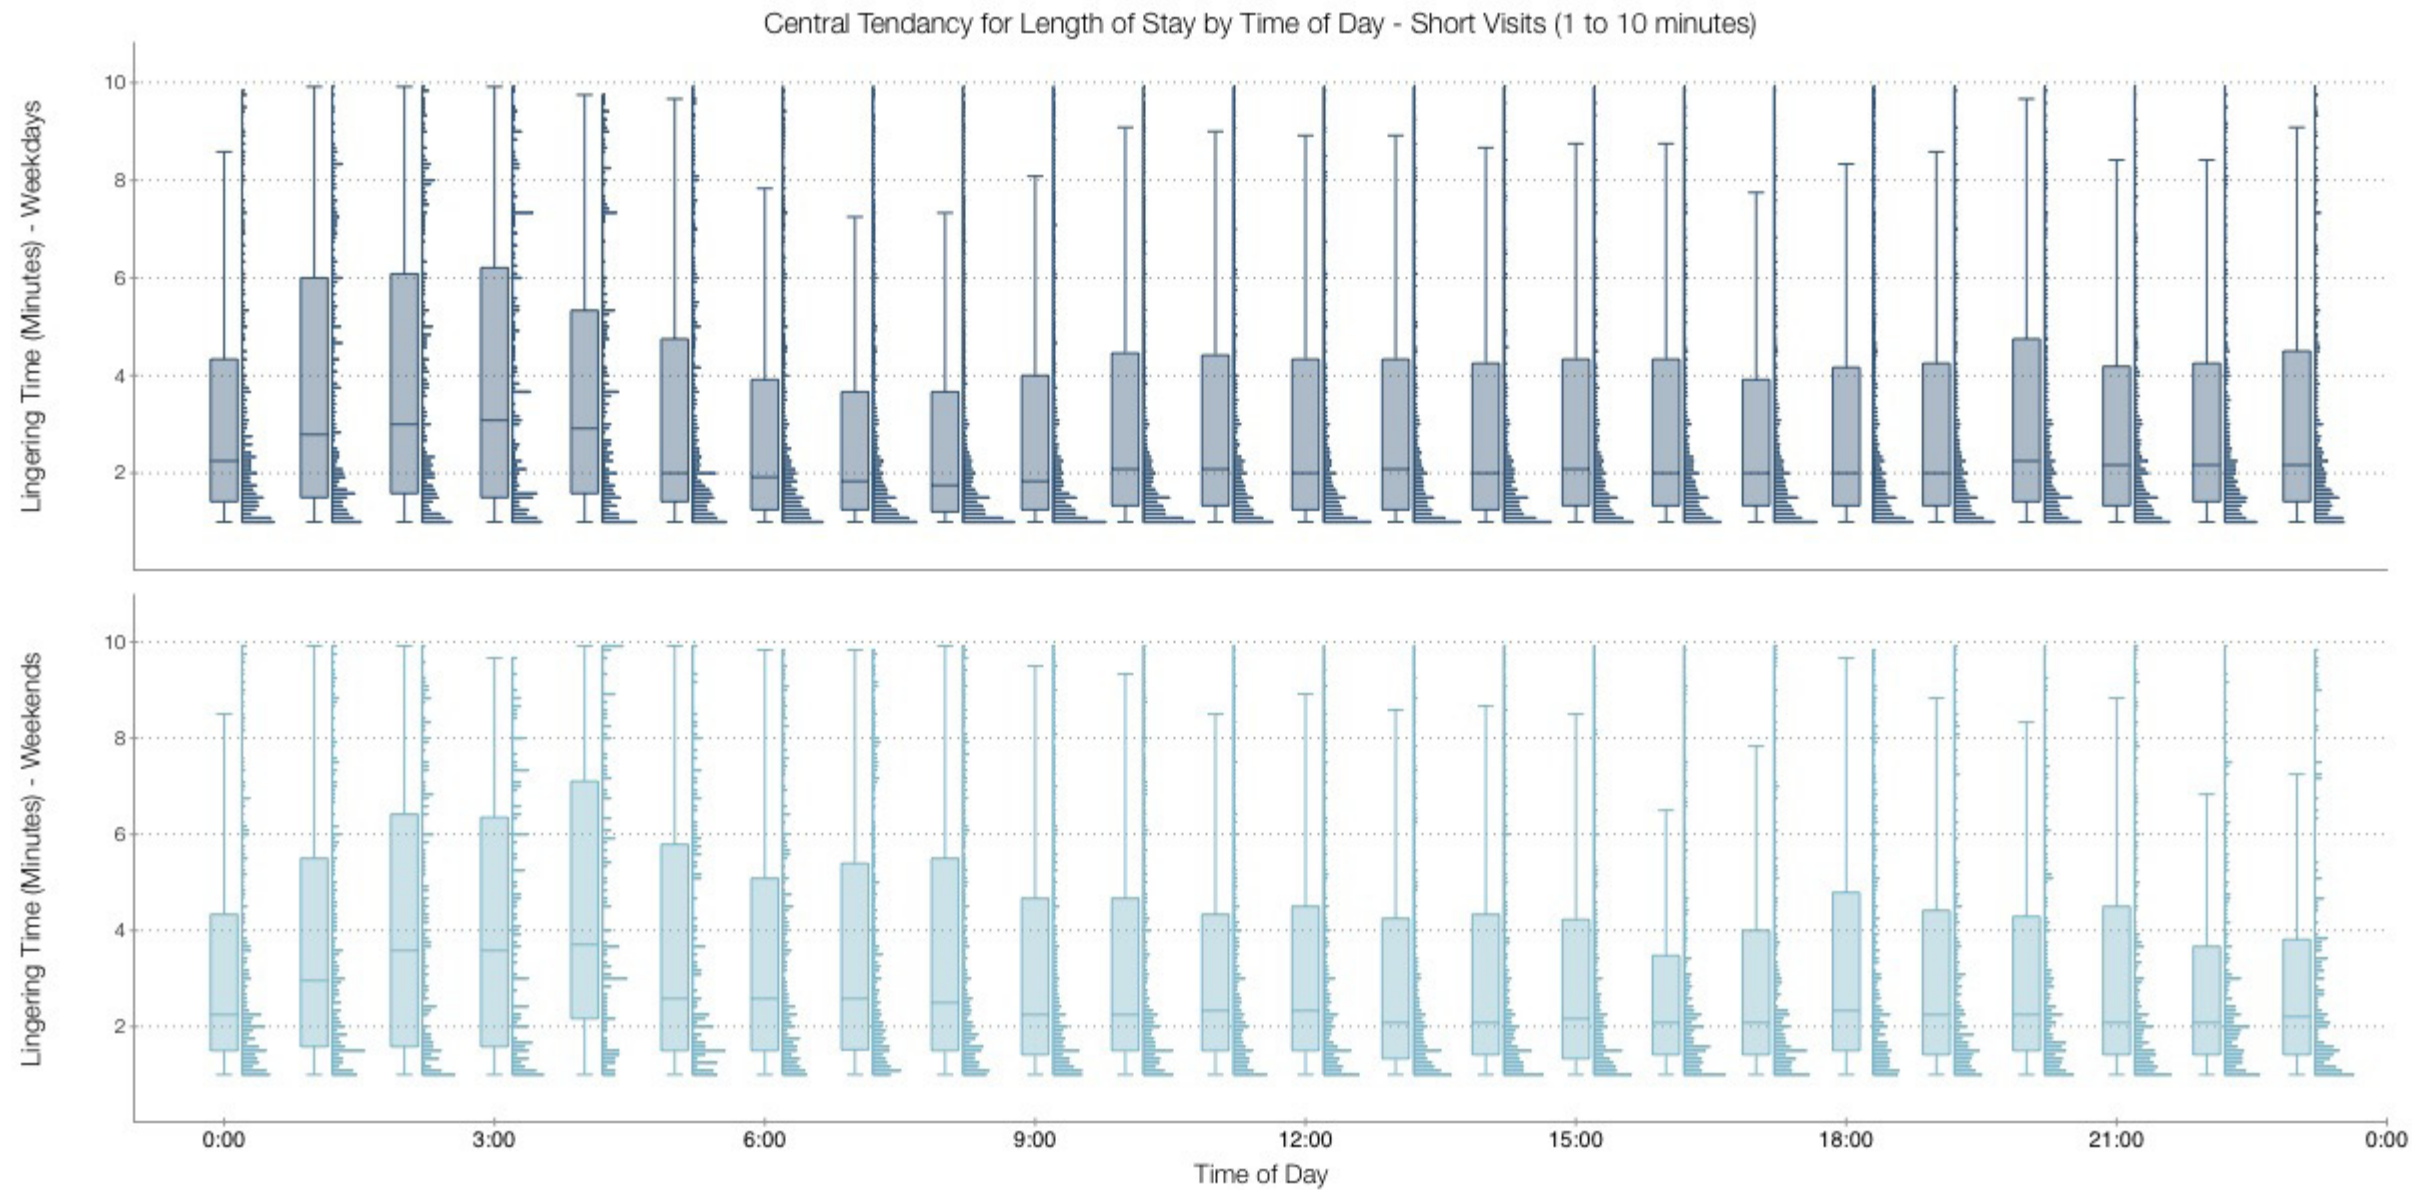 Central Tendancy for Length of Stay by Time of Day - Short Visits (1 to 10 minutes)
Lingering Time (Minutes) - Weekdays
10
8
6
4
2
Lingering Time (Minutes) - Weekends
10
8
6
4
2
0:00 3:00 6:00 9:00 12:00 15:00 18:00 21:00 0:00
Time of Day